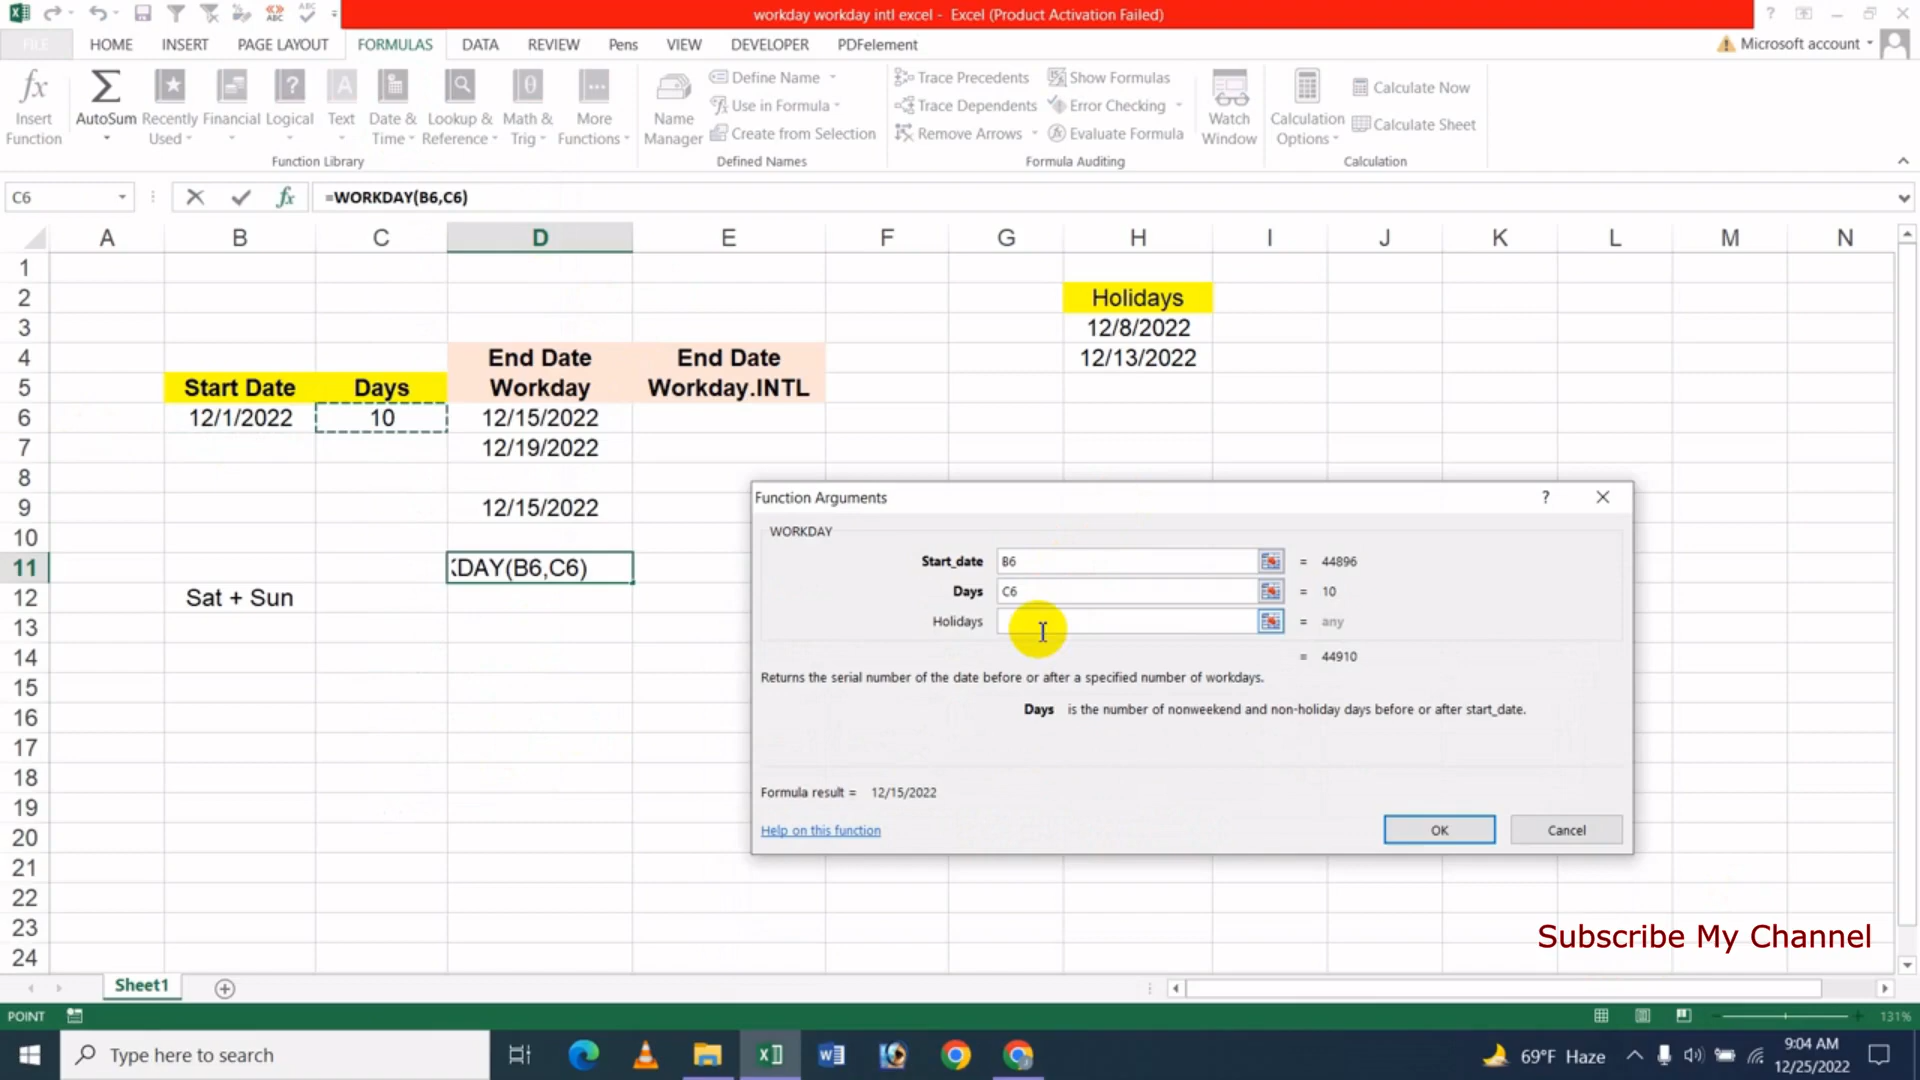 workday workday intl excel - Excel (Product Activation Failed)
FILE HOME INSERT PAGE LAYOUT FORMULAS DATA REVIEW Pens VIEW DEVELOPER PDFelement Microsoft account
Insert Function
AutoSum
Recently Used
Financial
Logical
Text
Date & Time
Lookup & Reference
Math & Trig
More Functions
Function Library
Name Manager
Define Name
Use in Formula
Create from Selection
Defined Names
Trace Precedents
Trace Dependents
Remove Arrows
Show Formulas
Error Checking
Evaluate Formula
Formula Auditing
Watch Window
Calculation Options
Calculate Now
Calculate Sheet
Calculation
C6 fx =WORKDAY(B6,C6)
A B C D E F G H I J K L M N
1
2 Holidays
3 12/8/2022
4 End Date End Date 12/13/2022
5 Start Date Days Workday Workday.INTL
6 12/1/2022 10 12/15/2022
7 12/19/2022
8
9 12/15/2022
10
11 KDAY(B6,C6)
12 Sat + Sun
13
14
15
16
17
18
19
20
21
22
23
24
Function Arguments ?
WORKDAY
Start_date B6 = 44896
Days C6 = 10
Holidays = any
= 44910
Returns the serial number of the date before or after a specified number of workdays.
Days is the number of nonweekend and non-holiday days before or after start_date.
Formula result = 12/15/2022
Help on this function OK Cancel
Subscribe My Channel
Sheet1
POINT 131%
Type here to search 69°F Haze 9:04 AM
12/25/2022